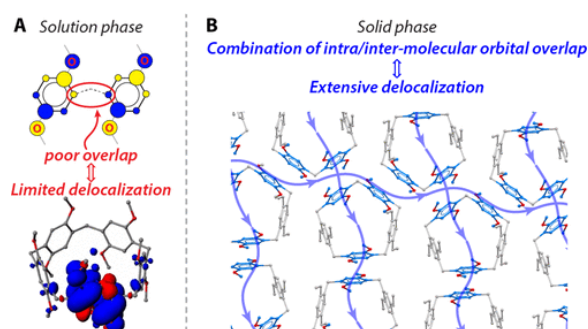 A
Solution phase
O
O
O
O
poor overlap
Limited delocalization
B
Solid phase
Combination of intra/inter-molecular orbital overlap
Extensive delocalization